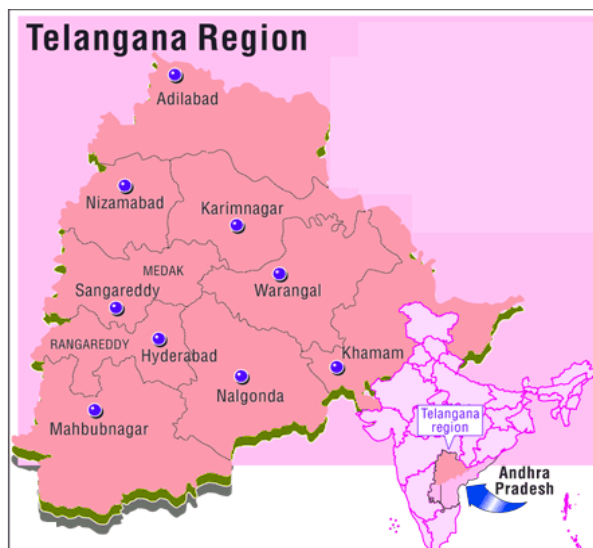 Telangana Region
Adilabad
Nizamabad
Karimnagar
MEDAK
Sangareddy
Warangal
RANGAREDDY
Hyderabad
Khamam
Nalgonda
Mahbubnagar
Telangana
region
Andhra
Pradesh